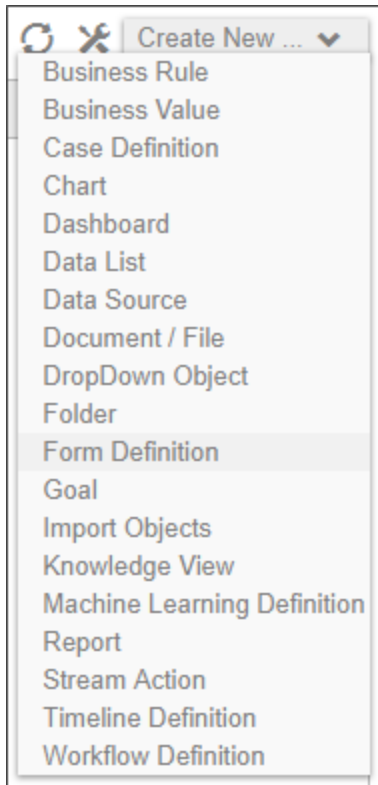 Create New ...
Business Rule
Business Value
Case Definition
Chart
Dashboard
Data List
Data Source
Document / File
DropDown Object
Folder
Form Definition
Goal
Import Objects
Knowledge View
Machine Learning Definition
Report
Stream Action
Timeline Definition
Workflow Definition